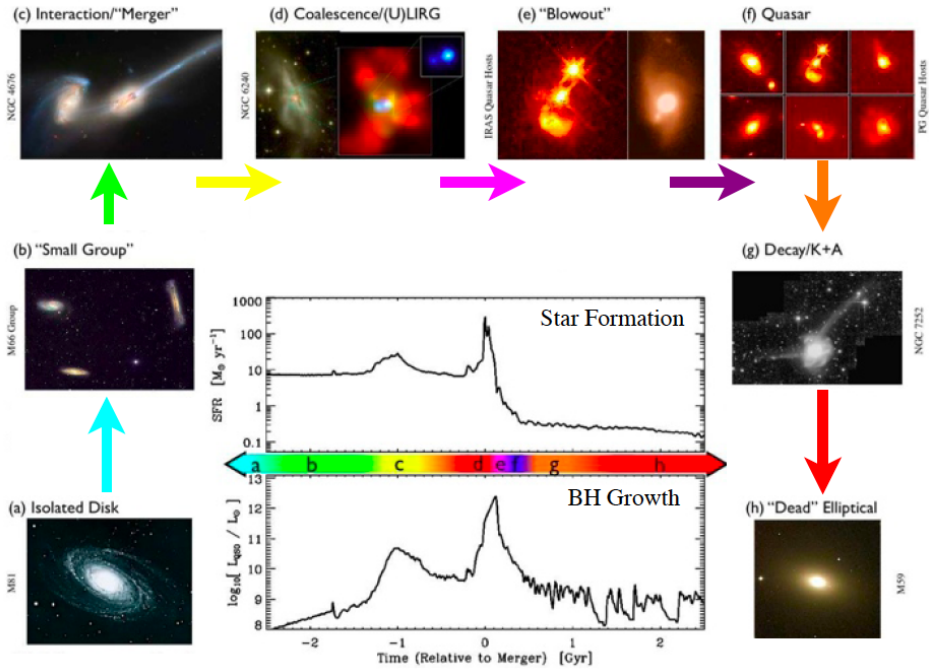 (c) Interaction/"Merger"
(d) Coalescence/(U)LIRG
(e) "Blowout"
(f) Quasar
NGC 4676
NGC 6240
IRAS Quasar Hosts
PG Quasar Hosts
(b) "Small Group"
M66 Group
(g) Decay/K+A
NGC 7252
Star Formation
SFR [M⊙ yr⁻¹]
1000
100
10
1
0.1
a b c d e f g h
(a) Isolated Disk
M81
BH Growth
log₁₀[ L_QSO / L⊙ ]
13
12
11
10
9
8
-2 -1 0 1 2
Time (Relative to Merger) [Gyr]
(h) "Dead" Elliptical
M59